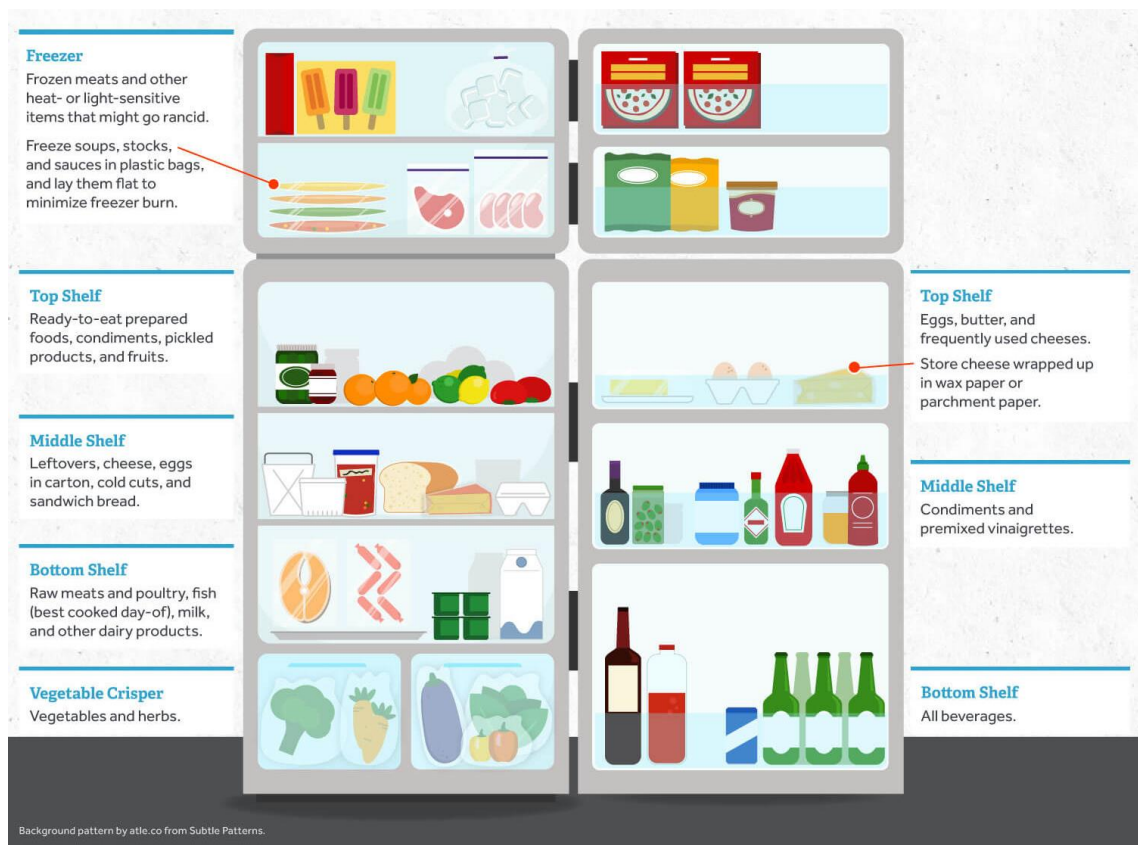 Freezer
Frozen meats and other
heat- or light-sensitive
items that might go rancid.
Freeze soups, stocks,
and sauces in plastic bags,
and lay them flat to
minimize freezer burn.
Top Shelf
Ready-to-eat prepared
foods, condiments, pickled
products, and fruits.
Middle Shelf
Leftovers, cheese, eggs
in carton, cold cuts, and
sandwich bread.
Bottom Shelf
Raw meats and poultry, fish
(best cooked day-of), milk,
and other dairy products.
Vegetable Crisper
Vegetables and herbs.
Top Shelf
Eggs, butter, and
frequently used cheeses.
Store cheese wrapped up
in wax paper or
parchment paper.
Middle Shelf
Condiments and
premixed vinaigrettes.
Bottom Shelf
All beverages.
Background pattern by atle.co from Subtle Patterns.